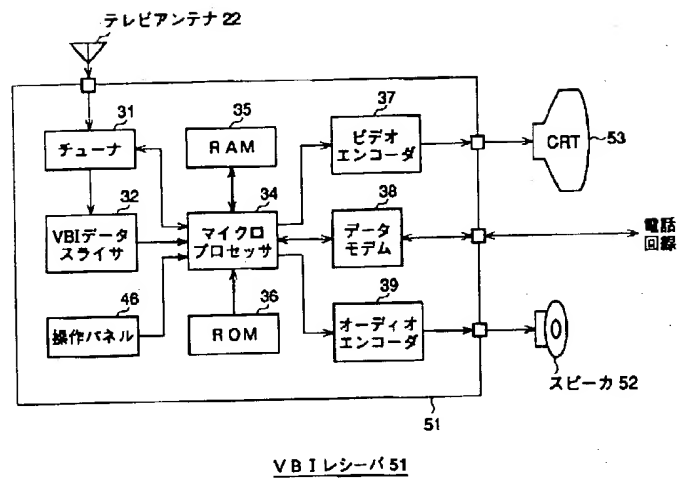 テレビアンテナ 22
31
チューナ
35
RAM
37
ビデオ
エンコーダ
CRT
53
32
VBIデータ
スライサ
34
マイクロ
プロセッサ
38
データ
モデム
電話
回線
46
操作パネル
36
ROM
39
オーディオ
エンコーダ
スピーカ 52
51
VBIレシーバ 51